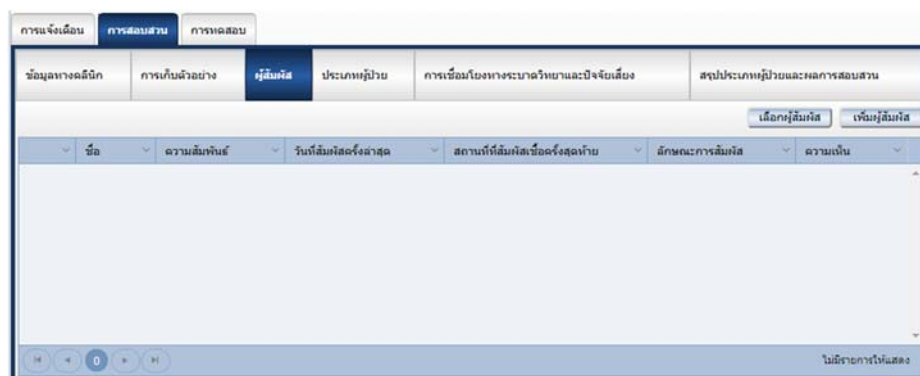 การแจ้งเตือน การสอบสวน การทดสอบ
ข้อมูลทางคลินิก การเก็บตัวอย่าง ผู้สัมผัส ประเภทผู้ป่วย การเชื่อมโยงทางระบาดวิทยาและปัจจัยเสี่ยง สรุปประเภทผู้ป่วยและผลการสอบสวน
เลือกผู้สัมผัส เพิ่มผู้สัมผัส
ชื่อ ความสัมพันธ์ วันที่สัมผัสครั้งล่าสุด สถานที่ที่สัมผัสเชื้อครั้งสุดท้าย ลักษณะการสัมผัส ความเห็น
0 ไม่มีรายการให้แสดง